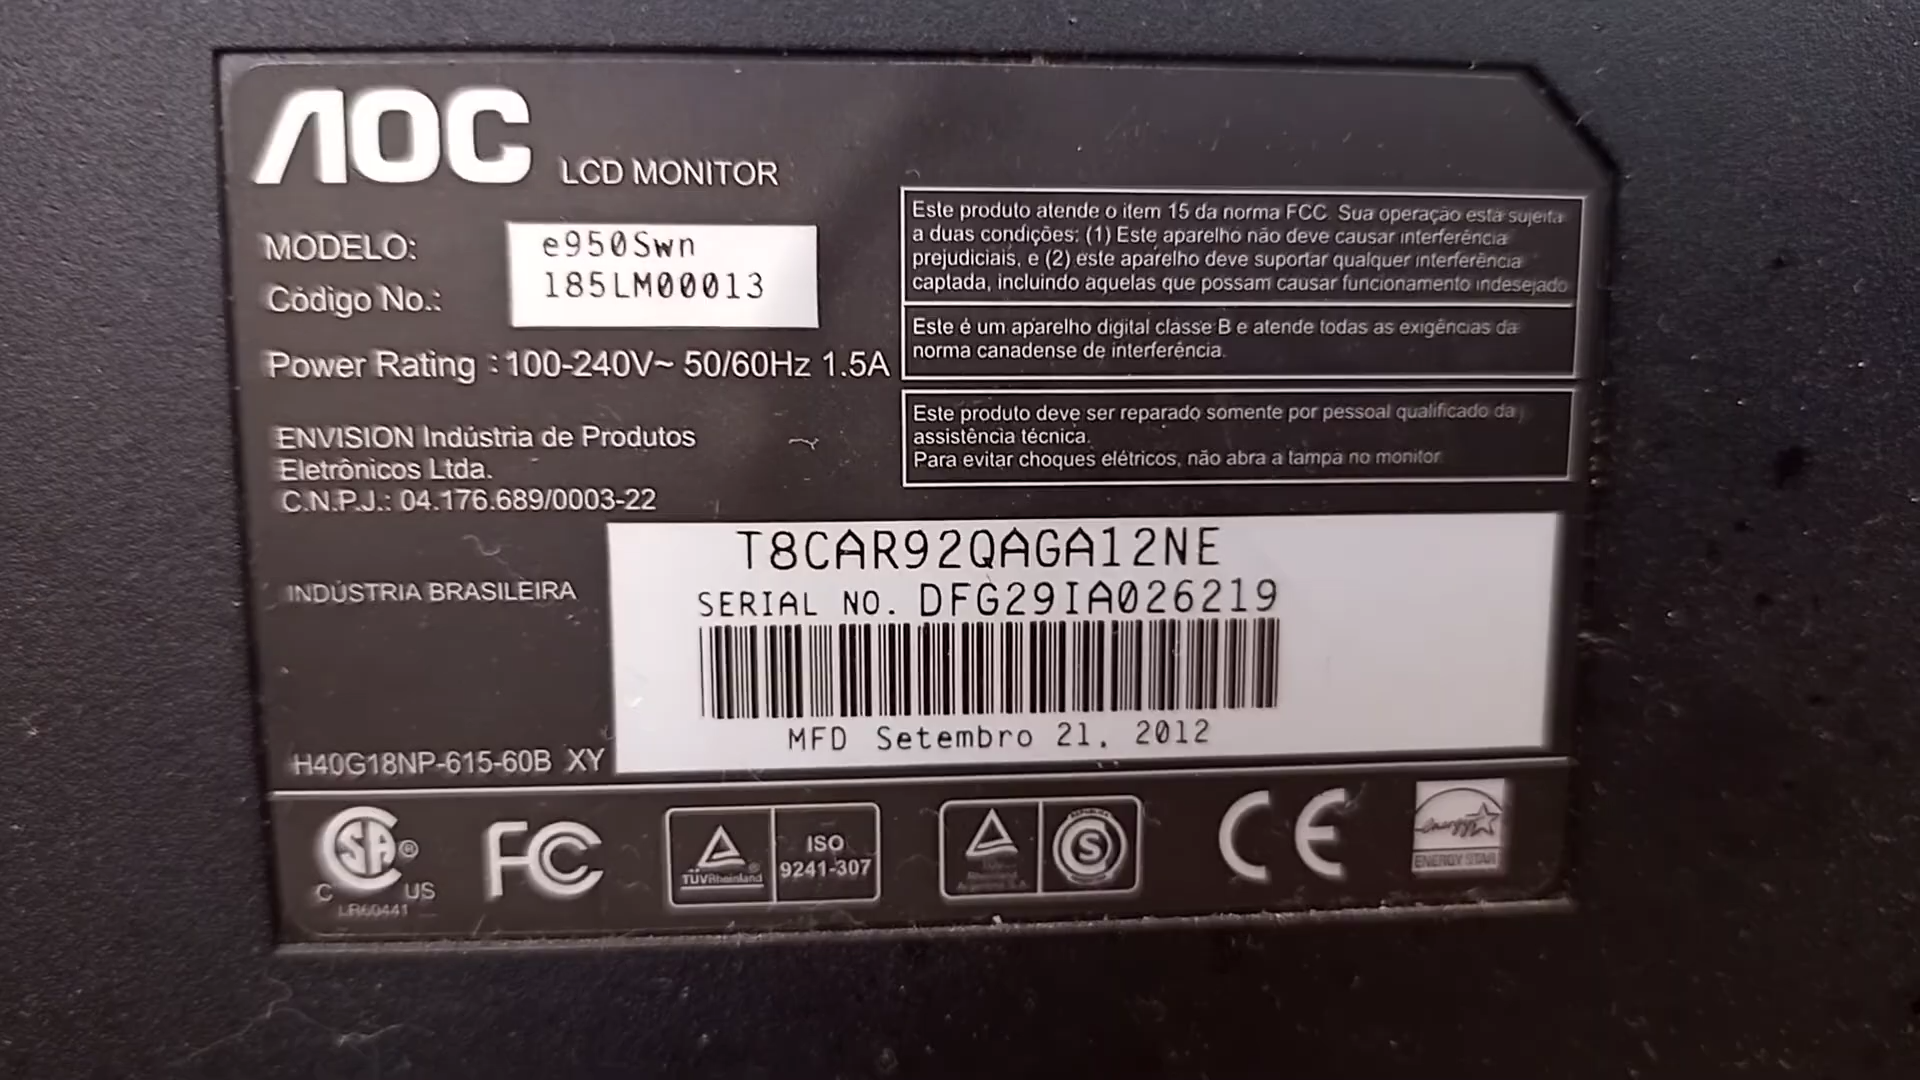 AOC LCD MONITOR
MODELO: e950Swn
Código No.: 185LM00013
Power Rating : 100-240V~ 50/60Hz 1.5A
ENVISION Indústria de Produtos
Eletrônicos Ltda.
C.N.P.J.: 04.176.689/0003-22
INDÚSTRIA BRASILEIRA
H40G18NP-615-60B XY
Este produto atende o item 15 da norma FCC. Sua operação está sujeita
a duas condições: (1) Este aparelho não deve causar interferência
prejudiciais, e (2) este aparelho deve suportar qualquer interferência
captada, incluindo aquelas que possam causar funcionamento indesejado
Este é um aparelho digital classe B e atende todas as exigências da
norma canadense de interferência.
Este produto deve ser reparado somente por pessoal qualificado da
assistência técnica.
Para evitar choques elétricos, não abra a tampa no monitor
T8CAR92QAGA12NE
SERIAL NO. DFG29IA026219
MFD Setembro 21, 2012
SA ®
C US
LR60441
FC
TÜVRheinland ®
ISO
9241-307
TÜV
Rheinland
Argentina S.A.
S
CE
energy
ENERGY STAR